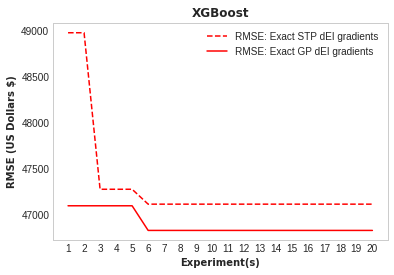 XGBoost
RMSE: Exact STP dEI gradients
RMSE: Exact GP dEI gradients
RMSE (US Dollars $)
49000
48500
48000
47500
47000
1 2 3 4 5 6 7 8 9 10 11 12 13 14 15 16 17 18 19 20
Experiment(s)